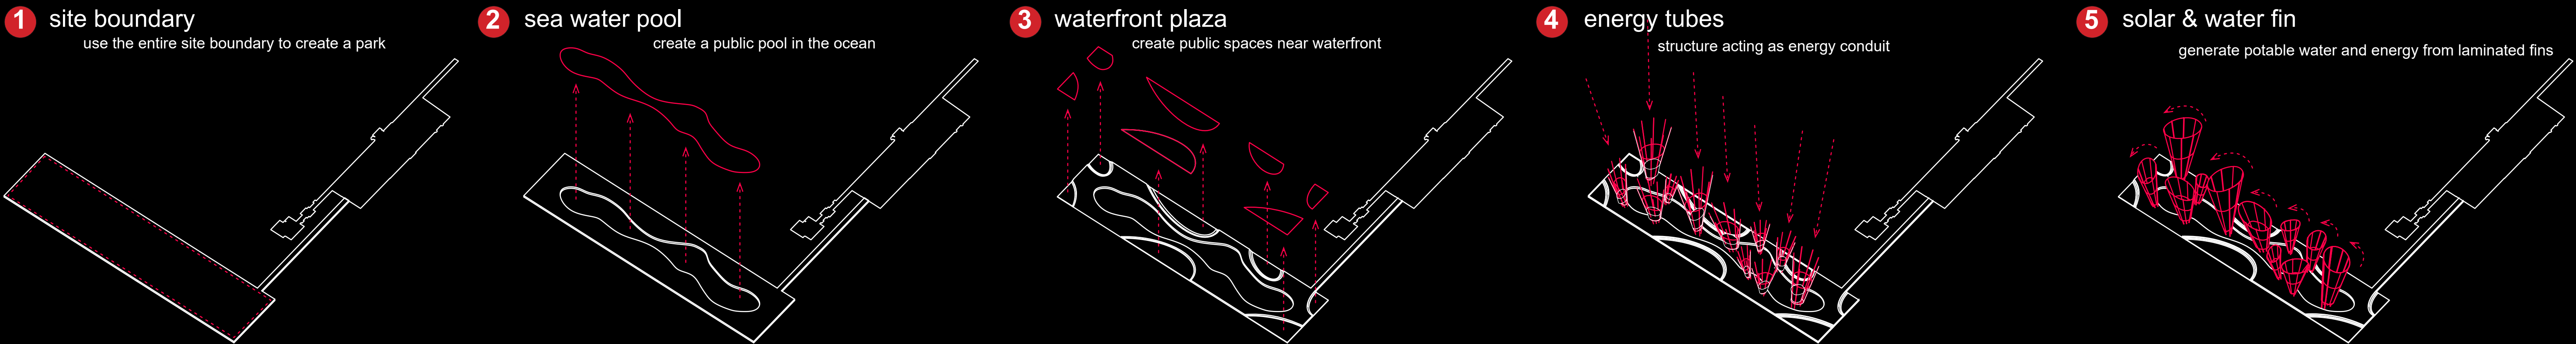 1 site boundary
use the entire site boundary to create a park
2 sea water pool
create a public pool in the ocean
3 waterfront plaza
create public spaces near waterfront
4 energy tubes
structure acting as energy conduit
5 solar & water fin
generate potable water and energy from laminated fins